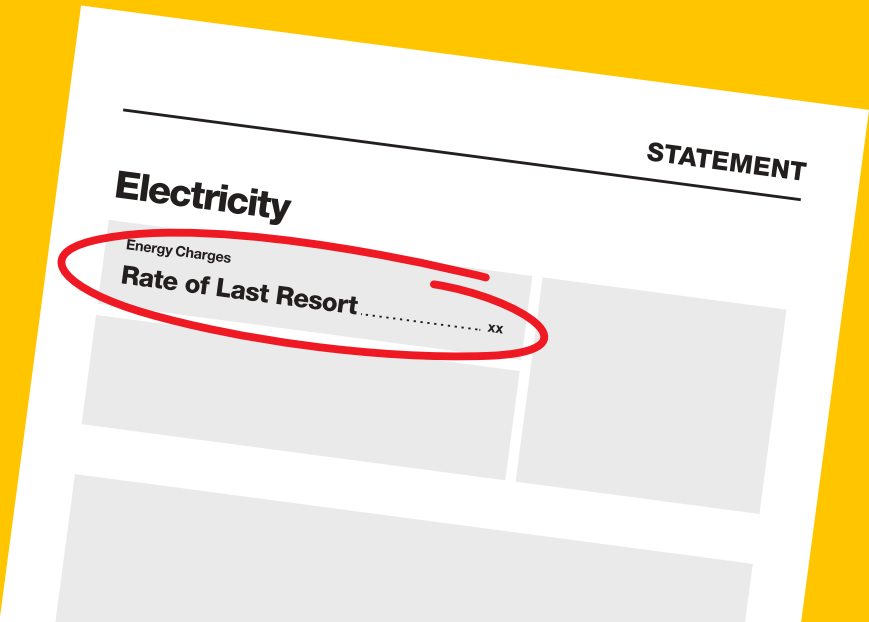 STATEMENT
Electricity
Energy Charges
Rate of Last Resort.......................... xx